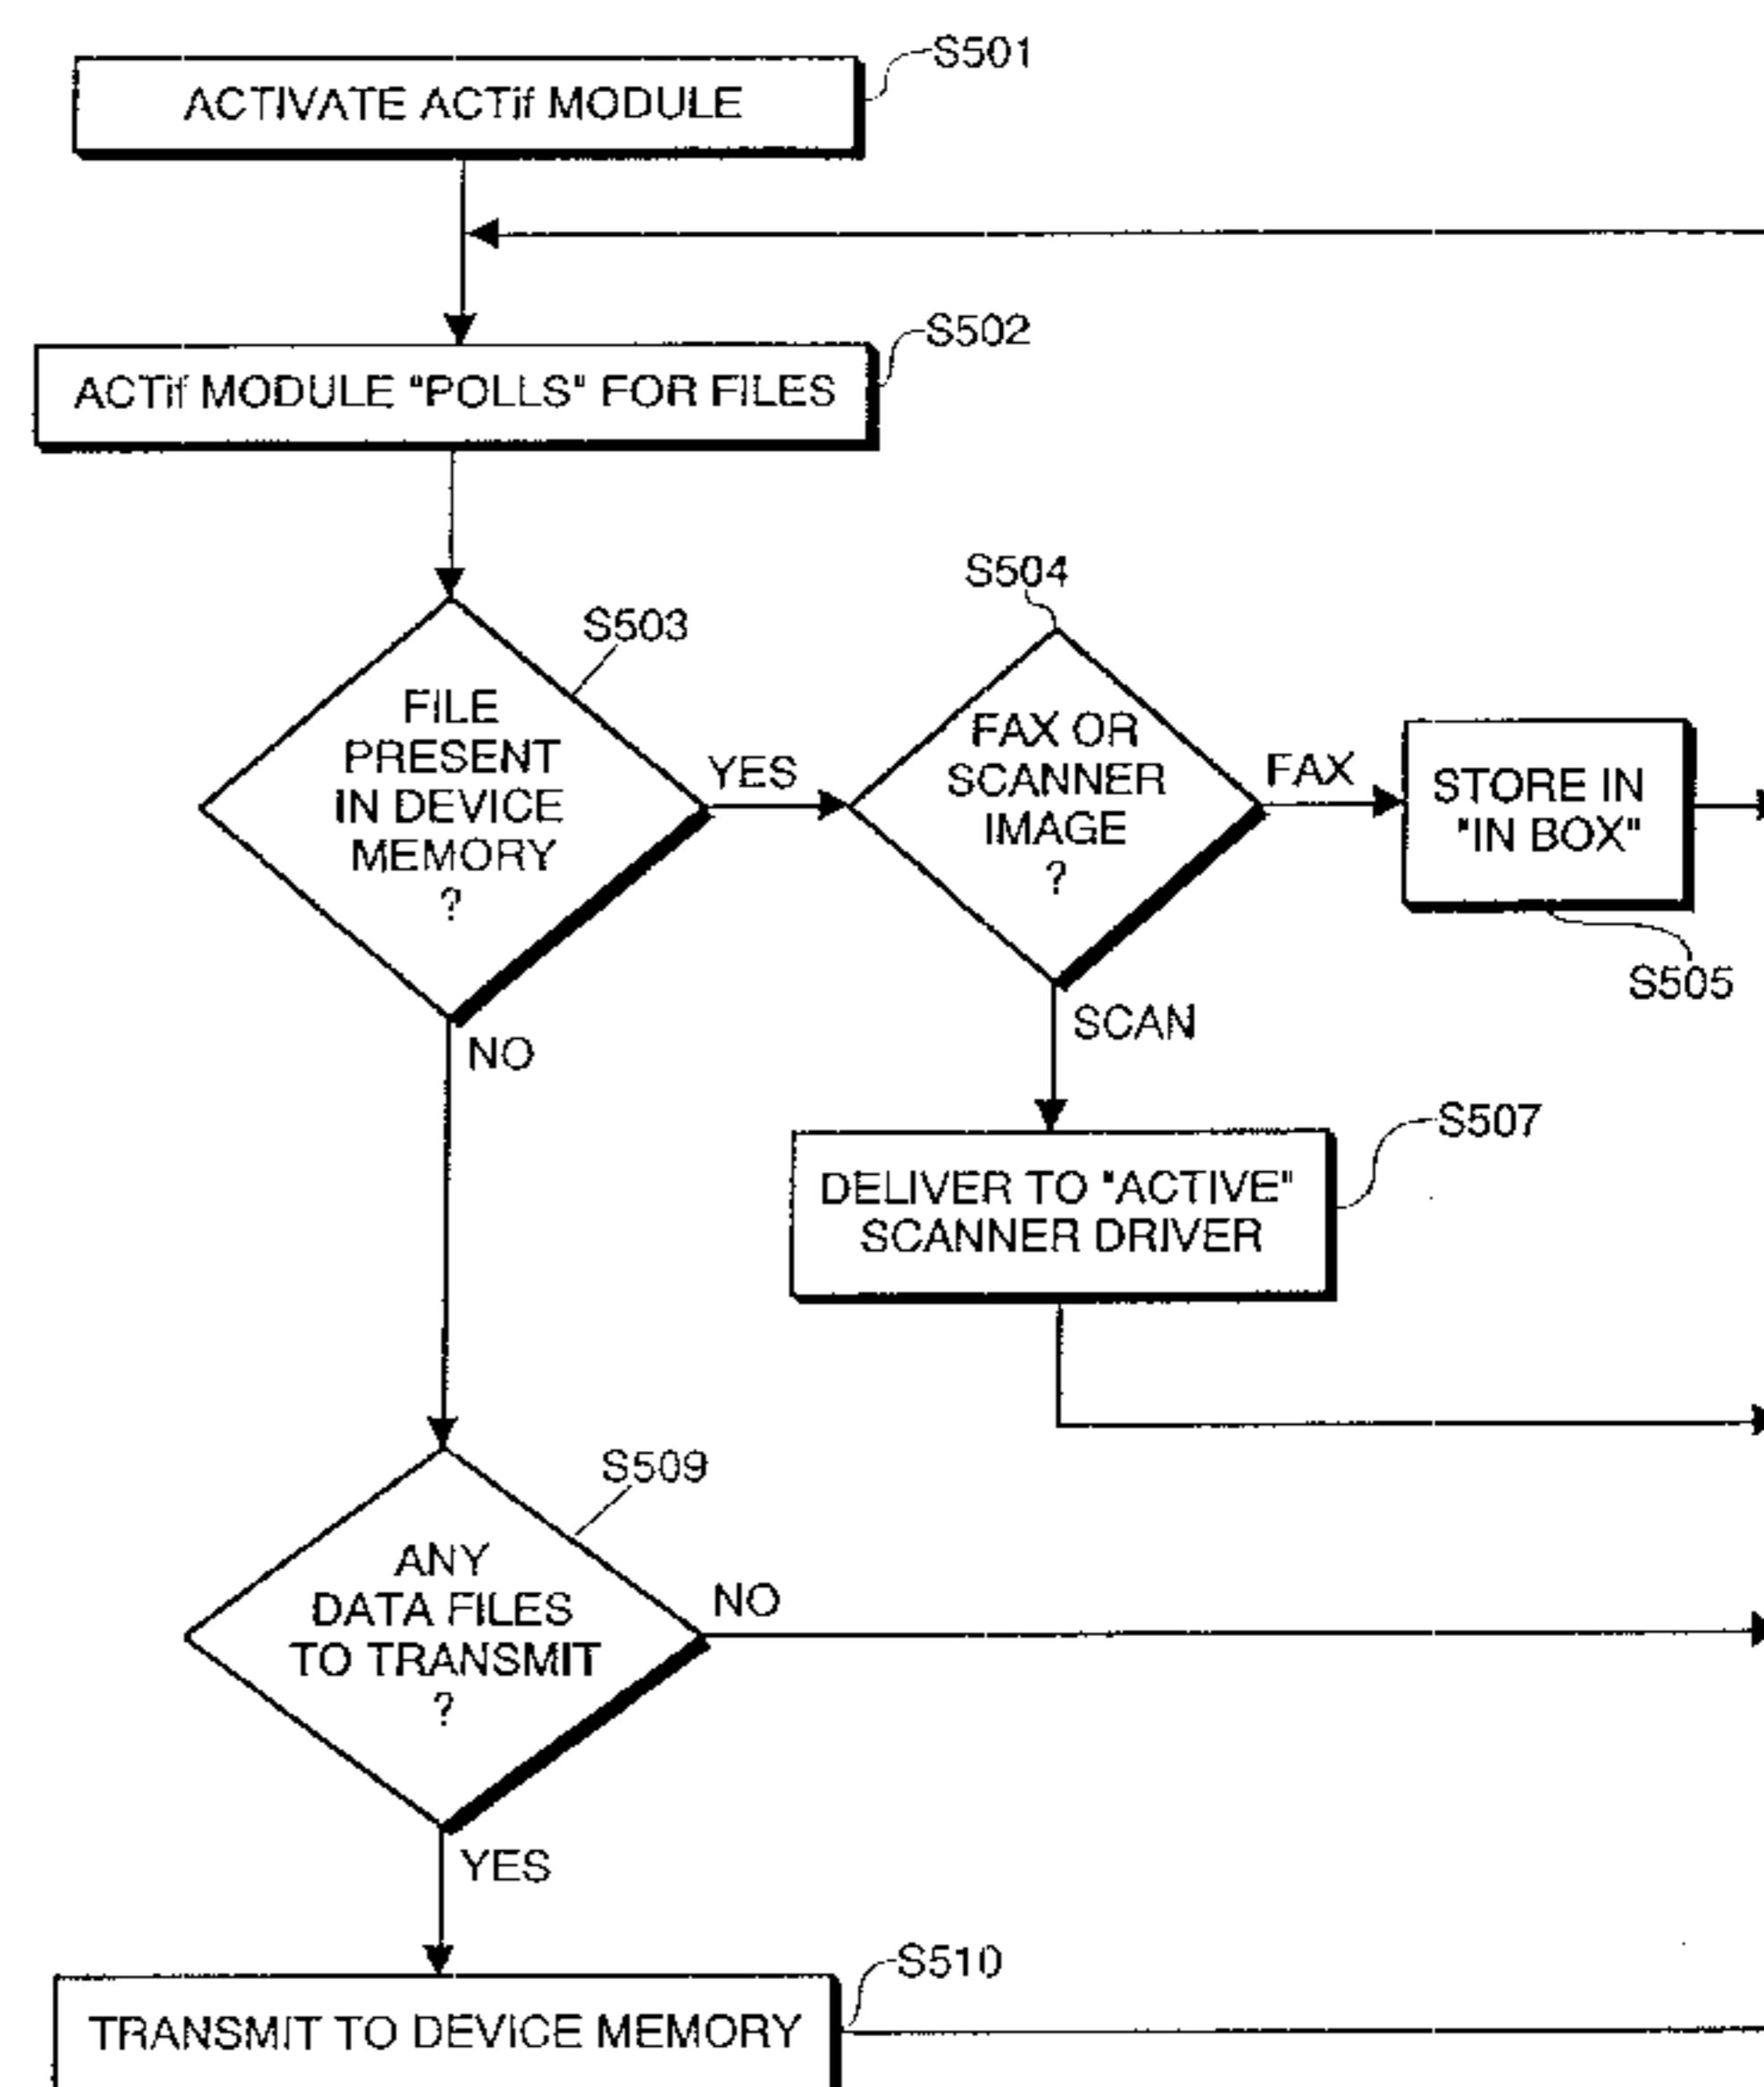 S501
ACTIVATE ACTif MODULE
S502
ACTif MODULE "POLLS" FOR FILES
S503
FILE
PRESENT
IN DEVICE
MEMORY
?
YES
NO
S504
FAX OR
SCANNER
IMAGE
?
FAX
SCAN
STORE IN
"IN BOX"
S505
S507
DELIVER TO "ACTIVE"
SCANNER DRIVER
S509
ANY
DATA FILES
TO TRANSMIT
?
NO
YES
S510
TRANSMIT TO DEVICE MEMORY